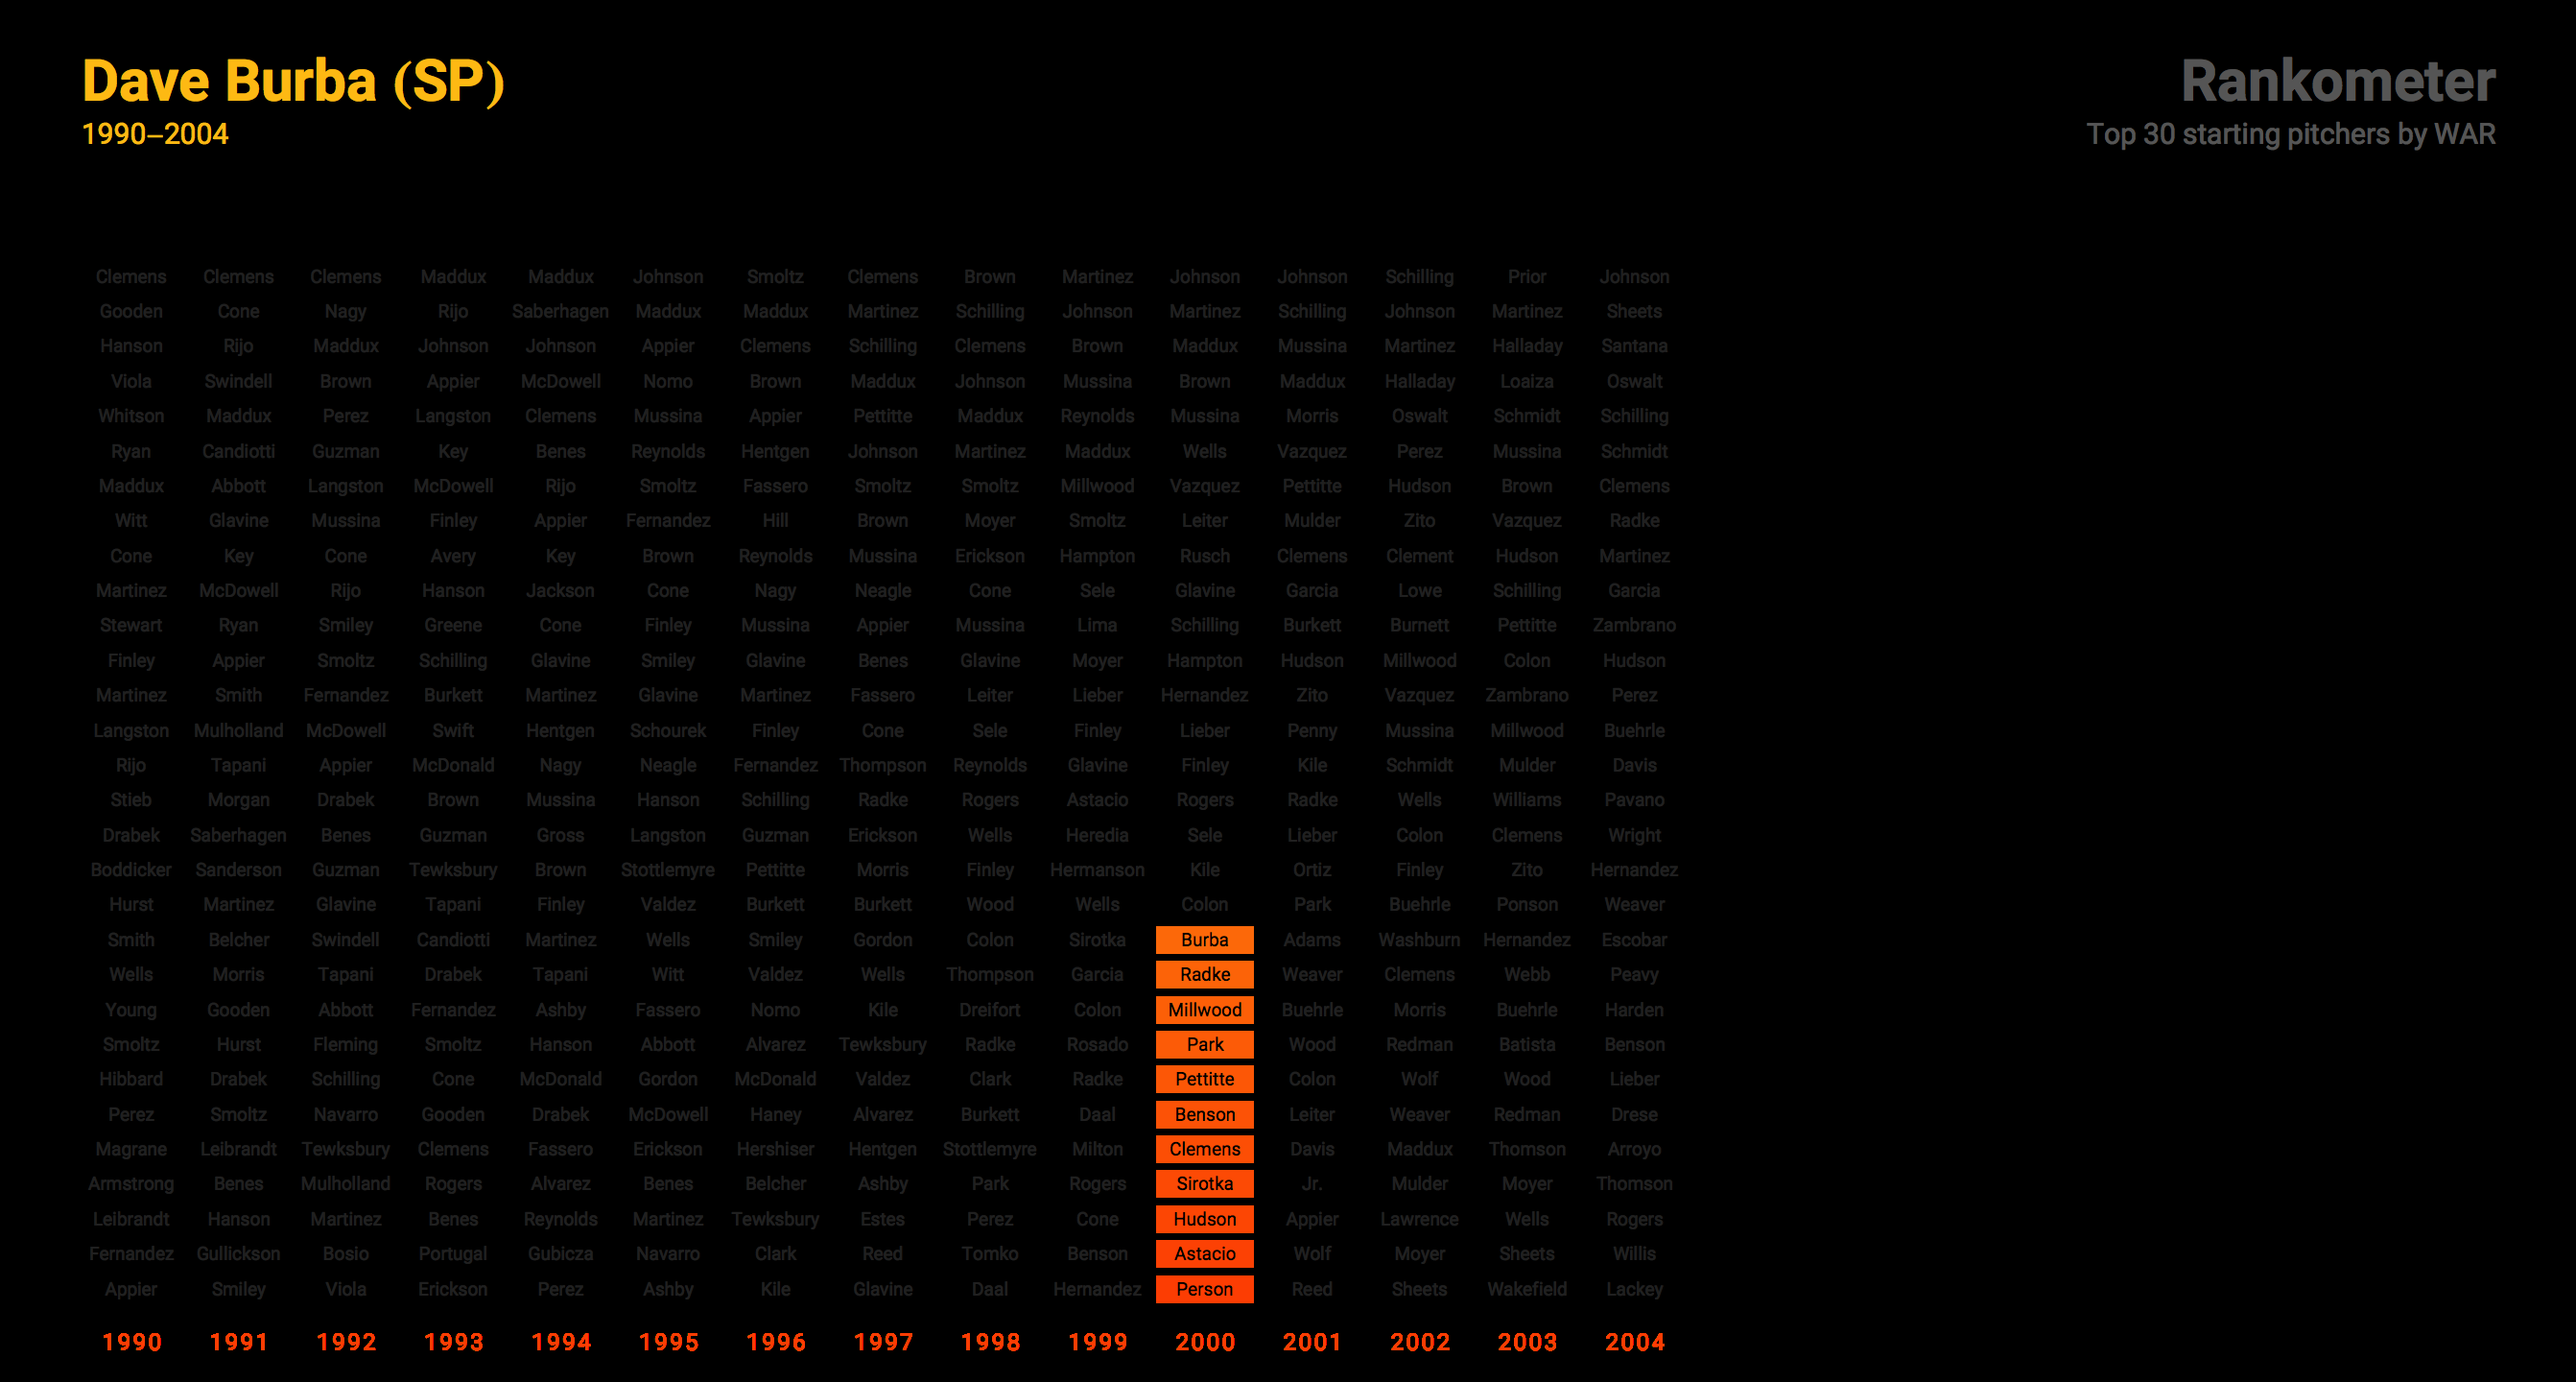 Dave Burba (SP)
1990–2004
Rankometer
Top 30 starting pitchers by WAR
Clemens Clemens Clemens Maddux Maddux Johnson Smoltz Clemens Brown Martinez Johnson Johnson Schilling Prior Johnson
Gooden Cone Nagy Rijo Saberhagen Maddux Maddux Martinez Schilling Johnson Martinez Schilling Johnson Martinez Sheets
Hanson Rijo Maddux Johnson Johnson Appier Clemens Schilling Clemens Brown Maddux Mussina Martinez Halladay Santana
Viola Swindell Brown Appier McDowell Nomo Brown Maddux Johnson Mussina Brown Maddux Halladay Loaiza Oswalt
Whitson Maddux Perez Langston Clemens Mussina Appier Pettitte Maddux Reynolds Mussina Morris Oswalt Schmidt Schilling
Ryan Candiotti Guzman Key Benes Reynolds Hentgen Johnson Martinez Maddux Wells Vazquez Perez Mussina Schmidt
Maddux Abbott Langston McDowell Rijo Smoltz Fassero Smoltz Smoltz Millwood Vazquez Pettitte Hudson Brown Clemens
Witt Glavine Mussina Finley Appier Fernandez Hill Brown Moyer Smoltz Leiter Mulder Zito Vazquez Radke
Cone Key Cone Avery Key Brown Reynolds Mussina Erickson Hampton Rusch Clemens Clement Hudson Martinez
Martinez McDowell Rijo Hanson Jackson Cone Nagy Neagle Cone Sele Glavine Garcia Lowe Schilling Garcia
Stewart Ryan Smiley Greene Cone Finley Mussina Appier Mussina Lima Schilling Burkett Burnett Pettitte Zambrano
Finley Appier Smoltz Schilling Glavine Smiley Glavine Benes Glavine Moyer Hampton Hudson Millwood Colon Hudson
Martinez Smith Fernandez Burkett Martinez Glavine Martinez Fassero Leiter Lieber Hernandez Zito Vazquez Zambrano Perez
Langston Mulholland McDowell Swift Hentgen Schourek Finley Cone Sele Finley Lieber Penny Mussina Millwood Buehrle
Rijo Tapani Appier McDonald Nagy Neagle Fernandez Thompson Reynolds Glavine Finley Kile Schmidt Mulder Davis
Stieb Morgan Drabek Brown Mussina Hanson Schilling Radke Rogers Astacio Rogers Radke Wells Williams Pavano
Drabek Saberhagen Benes Guzman Gross Langston Guzman Erickson Wells Heredia Sele Lieber Colon Clemens Wright
Boddicker Sanderson Guzman Tewksbury Brown Stottlemyre Pettitte Morris Finley Hermanson Kile Ortiz Finley Zito Hernandez
Hurst Martinez Glavine Tapani Finley Valdez Burkett Burkett Wood Wells Colon Park Buehrle Ponson Weaver
Smith Belcher Swindell Candiotti Martinez Wells Smiley Gordon Colon Sirotka Burba Adams Washburn Hernandez Escobar
Wells Morris Tapani Drabek Tapani Witt Valdez Wells Thompson Garcia Radke Weaver Clemens Webb Peavy
Young Gooden Abbott Fernandez Ashby Fassero Nomo Kile Dreifort Colon Millwood Buehrle Morris Buehrle Harden
Smoltz Hurst Fleming Smoltz Hanson Abbott Alvarez Tewksbury Radke Rosado Park Wood Redman Batista Benson
Hibbard Drabek Schilling Cone McDonald Gordon McDonald Valdez Clark Radke Pettitte Colon Wolf Wood Lieber
Perez Smoltz Navarro Gooden Drabek McDowell Haney Alvarez Burkett Daal Benson Leiter Weaver Redman Drese
Magrane Leibrandt Tewksbury Clemens Fassero Erickson Hershiser Hentgen Stottlemyre Milton Clemens Davis Maddux Thomson Arroyo
Armstrong Benes Mulholland Rogers Alvarez Benes Belcher Ashby Park Rogers Sirotka Jr. Mulder Moyer Thomson
Leibrandt Hanson Martinez Benes Reynolds Martinez Tewksbury Estes Perez Cone Hudson Appier Lawrence Wells Rogers
Fernandez Gullickson Bosio Portugal Gubicza Navarro Clark Reed Tomko Benson Astacio Wolf Moyer Sheets Willis
Appier Smiley Viola Erickson Perez Ashby Kile Glavine Daal Hernandez Person Reed Sheets Wakefield Lackey
1990 1991 1992 1993 1994 1995 1996 1997 1998 1999 2000 2001 2002 2003 2004